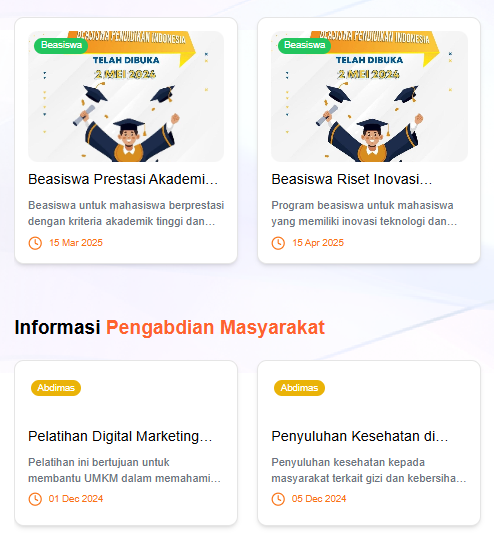 Beasiswa
BEASISWA PENDIDIKAN INDONESIA
TELAH DIBUKA
2 MEI 2026
Beasiswa Prestasi Akademi...
Beasiswa untuk mahasiswa berprestasi
dengan kriteria akademik tinggi dan...
15 Mar 2025
Beasiswa
BEASISWA PENDIDIKAN INDONESIA
TELAH DIBUKA
2 MEI 2026
Beasiswa Riset Inovasi...
Program beasiswa untuk mahasiswa
yang memiliki inovasi teknologi dan...
15 Apr 2025
Informasi Pengabdian Masyarakat
Abdimas
Pelatihan Digital Marketing...
Pelatihan ini bertujuan untuk
membantu UMKM dalam memahami...
01 Dec 2024
Abdimas
Penyuluhan Kesehatan di...
Penyuluhan kesehatan kepada
masyarakat terkait gizi dan kebersiha...
05 Dec 2024